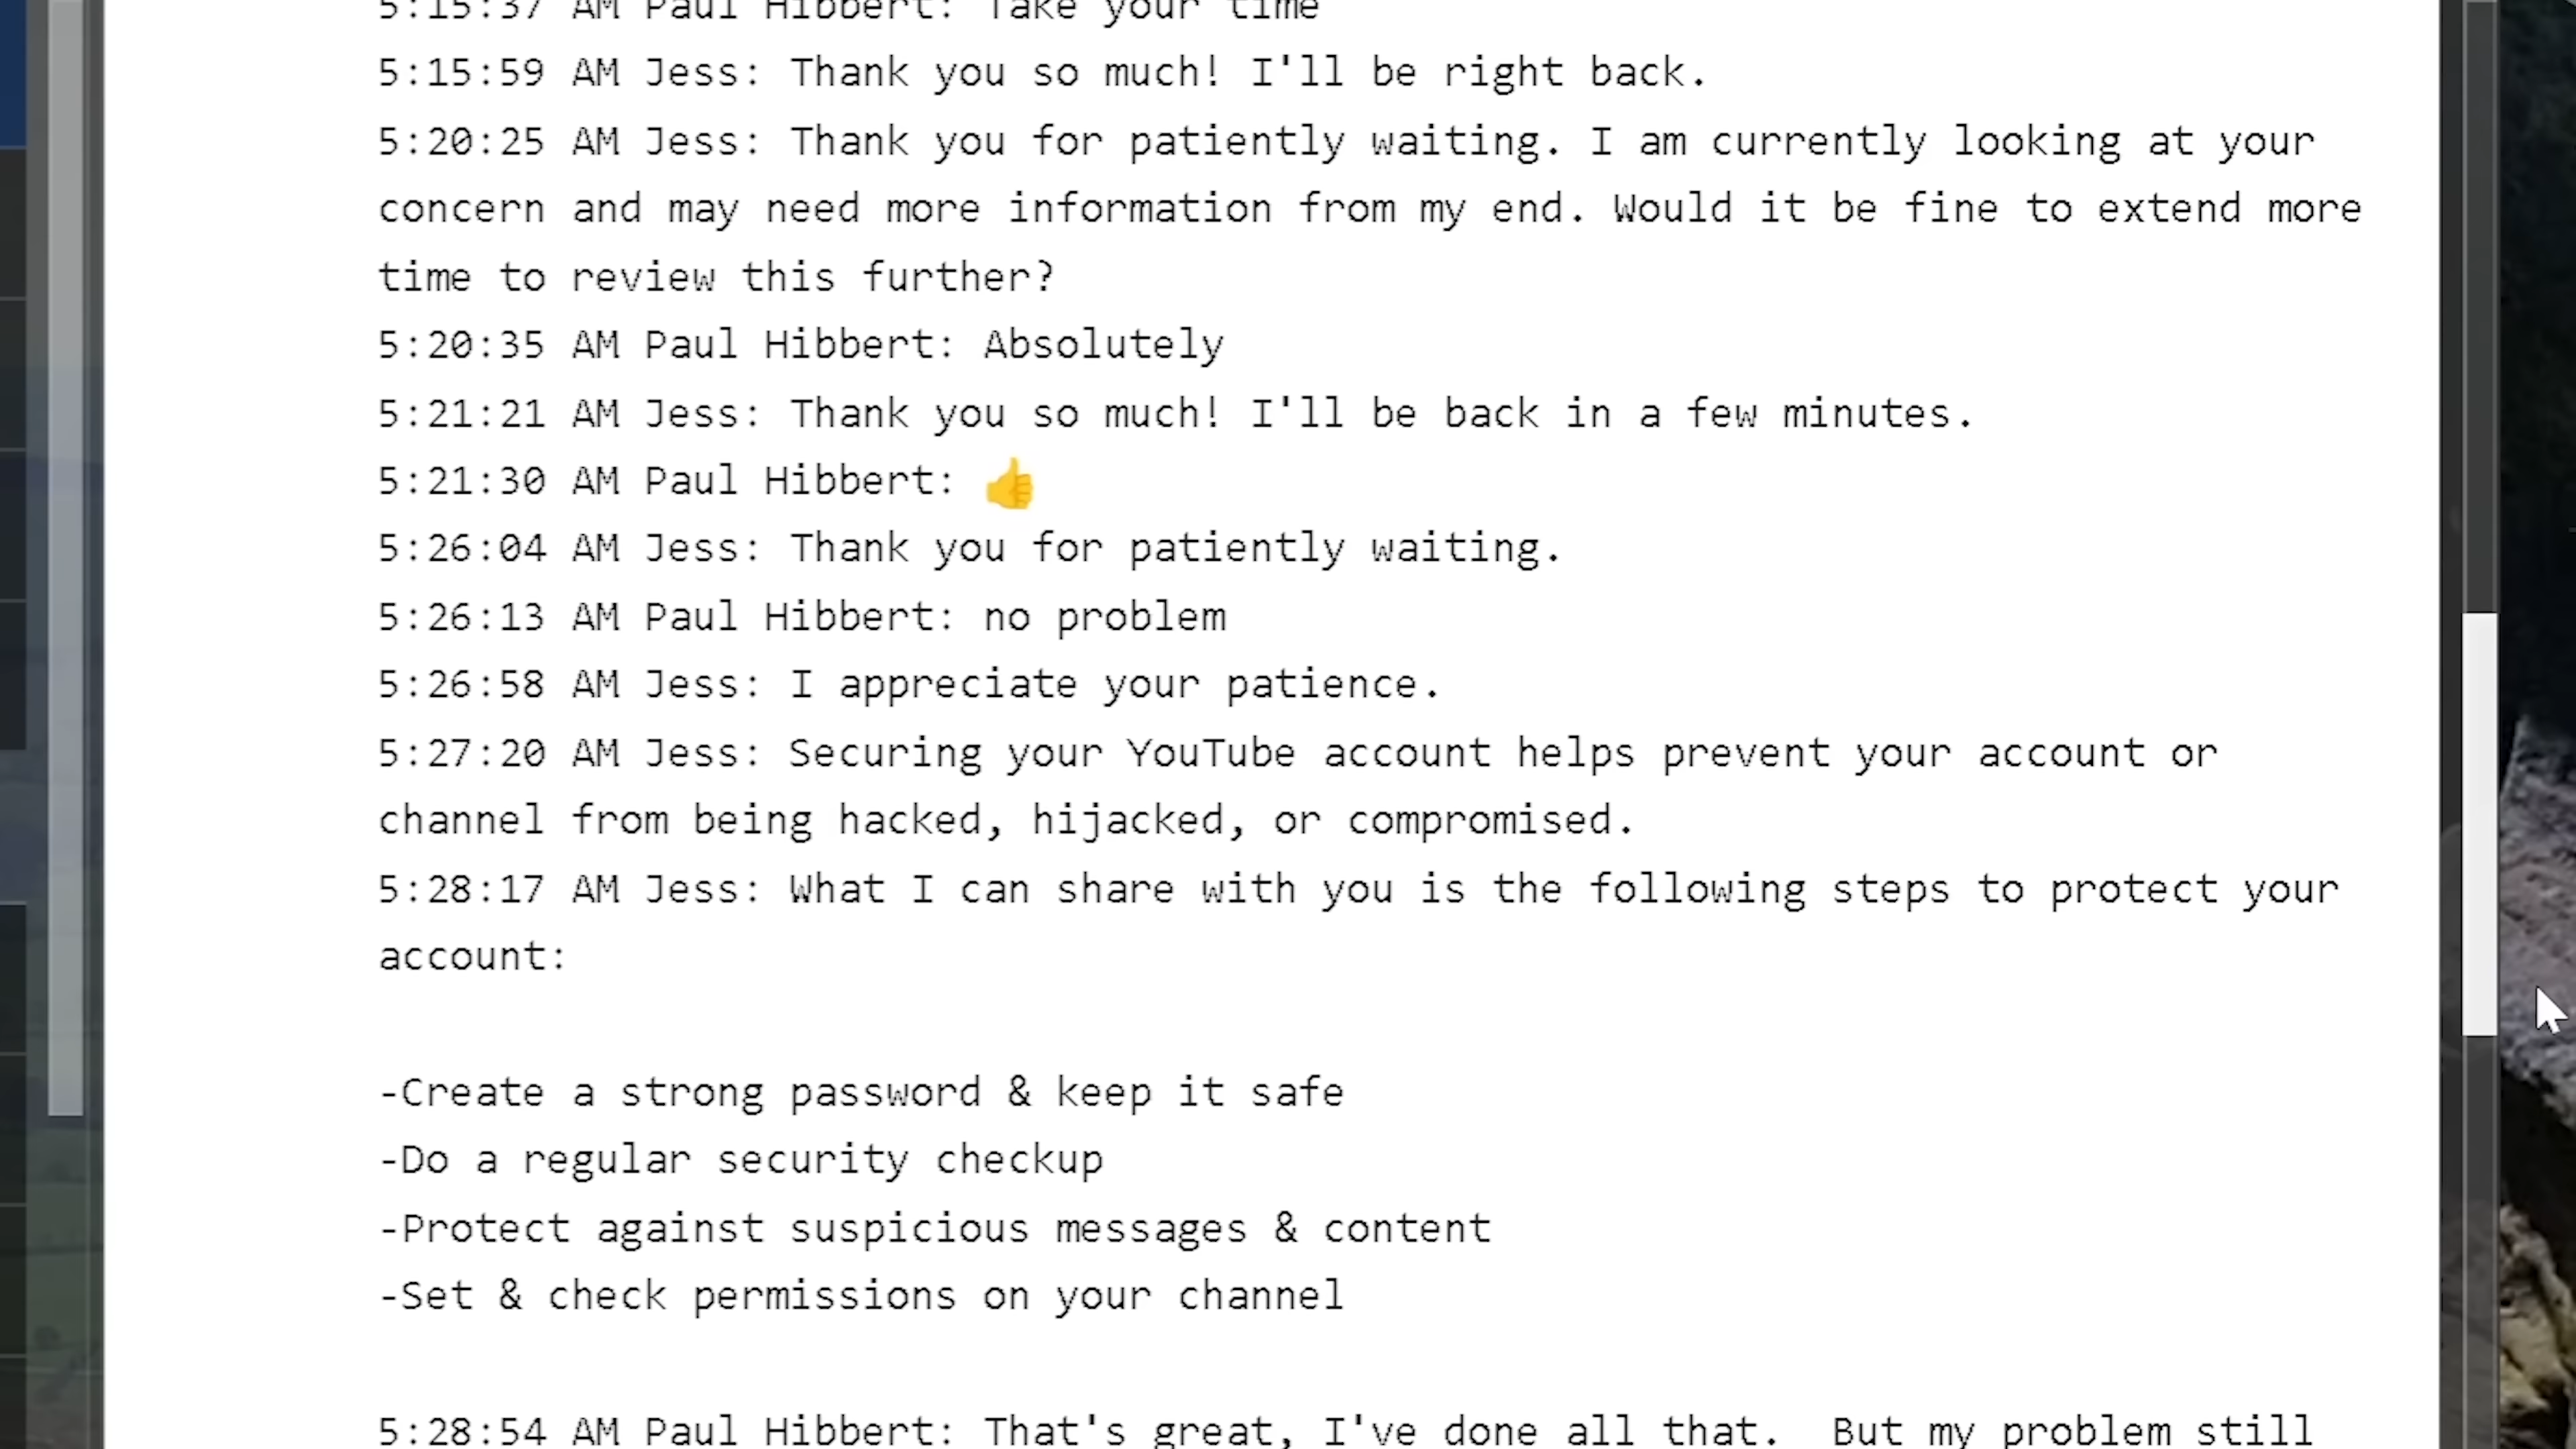 5:15:37 AM Paul Hibbert: Take your time
5:15:59 AM Jess: Thank you so much! I'll be right back.
5:20:25 AM Jess: Thank you for patiently waiting. I am currently looking at your
concern and may need more information from my end. Would it be fine to extend more
time to review this further?
5:20:35 AM Paul Hibbert: Absolutely
5:21:21 AM Jess: Thank you so much! I'll be back in a few minutes.
5:21:30 AM Paul Hibbert: 👍
5:26:04 AM Jess: Thank you for patiently waiting.
5:26:13 AM Paul Hibbert: no problem
5:26:58 AM Jess: I appreciate your patience.
5:27:20 AM Jess: Securing your YouTube account helps prevent your account or
channel from being hacked, hijacked, or compromised.
5:28:17 AM Jess: What I can share with you is the following steps to protect your
account:
-Create a strong password & keep it safe
-Do a regular security checkup
-Protect against suspicious messages & content
-Set & check permissions on your channel
5:28:54 AM Paul Hibbert: That's great, I've done all that.  But my problem still